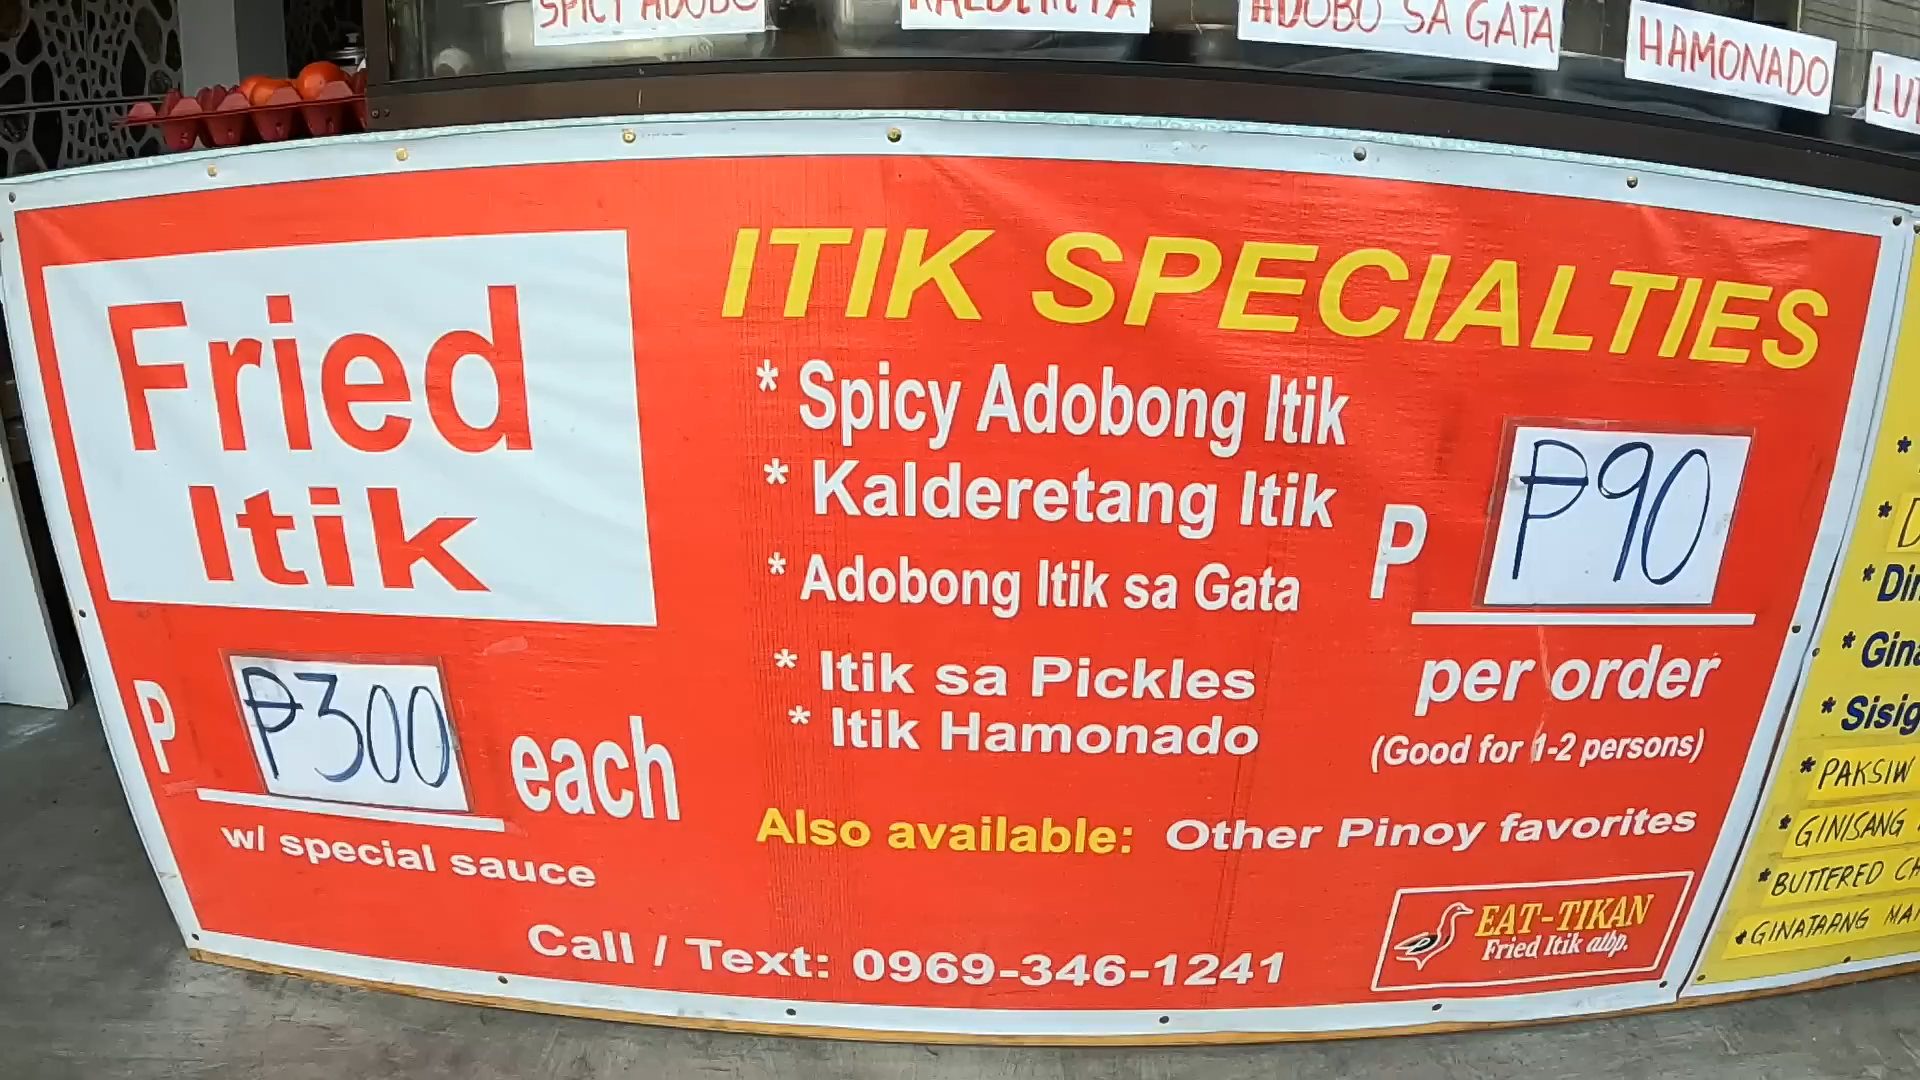 SPICY ADOBO
KALDERETA
ADOBO SA GATA
HAMONADO
Fried
Itik
P ₱300 each
w/ special sauce
ITIK SPECIALTIES
* Spicy Adobong Itik
* Kalderetang Itik
* Adobong Itik sa Gata
* Itik sa Pickles
* Itik Hamonado
P ₱90
per order
(Good for 1-2 persons)
Also available: Other Pinoy favorites
Call / Text: 0969-346-1241
EAT-TIKAN
Fried Itik atbp.
* Sisig
* PAKSIW
* GINISANG
* BUTTERED
* GINATAANG